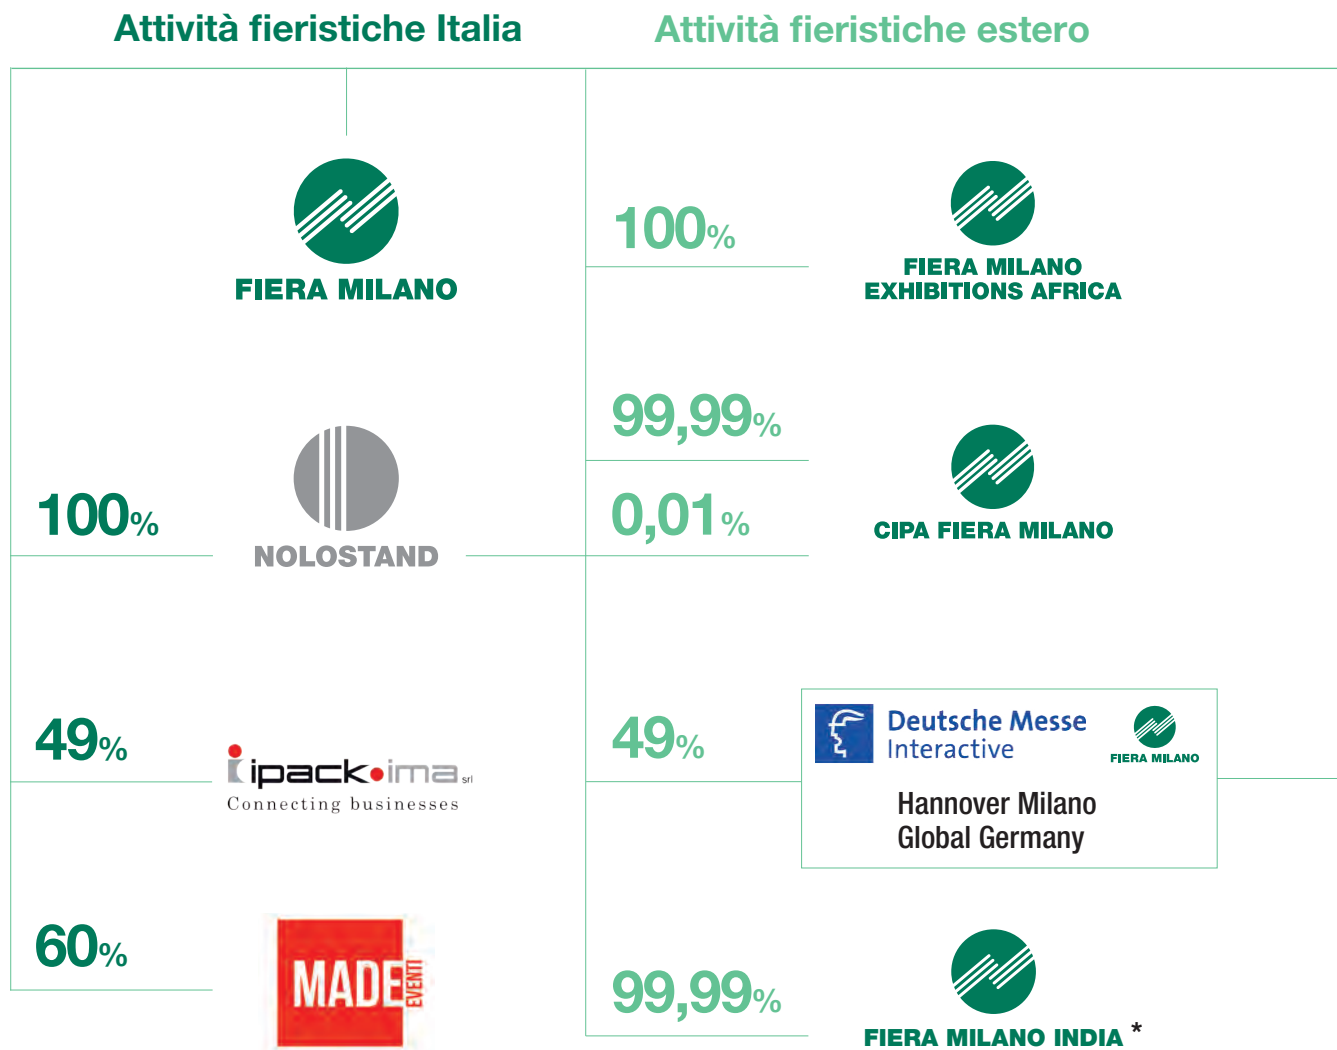 Attività fieristiche Italia
FIERA MILANO
100%
NOLOSTAND
49%
ipack•ima srl
Connecting businesses
60%
MADE
EVENTI
Attività fieristiche estero
100%
FIERA MILANO
EXHIBITIONS AFRICA
99,99%
0,01%
CIPA FIERA MILANO
49%
Deutsche Messe
Interactive
FIERA MILANO
Hannover Milano
Global Germany
99,99%
FIERA MILANO INDIA *